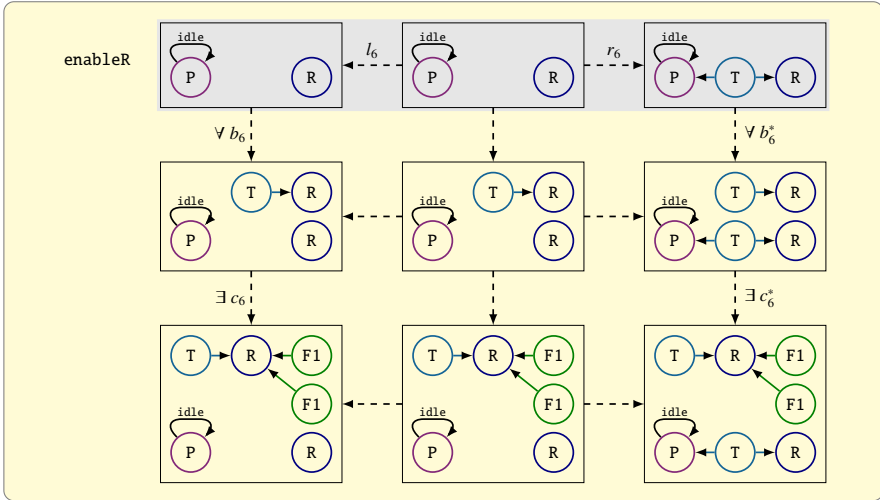 enableR
idle
P
R
l₆
idle
P
R
r₆
idle
P
T
R
∀ b₆
∀ b₆*
T
R
idle
P
R
T
R
idle
P
R
T
R
idle
P
T
R
∃ c₆
∃ c₆*
T
R
F1
F1
idle
P
R
T
R
F1
F1
idle
P
R
T
R
F1
F1
idle
P
T
R